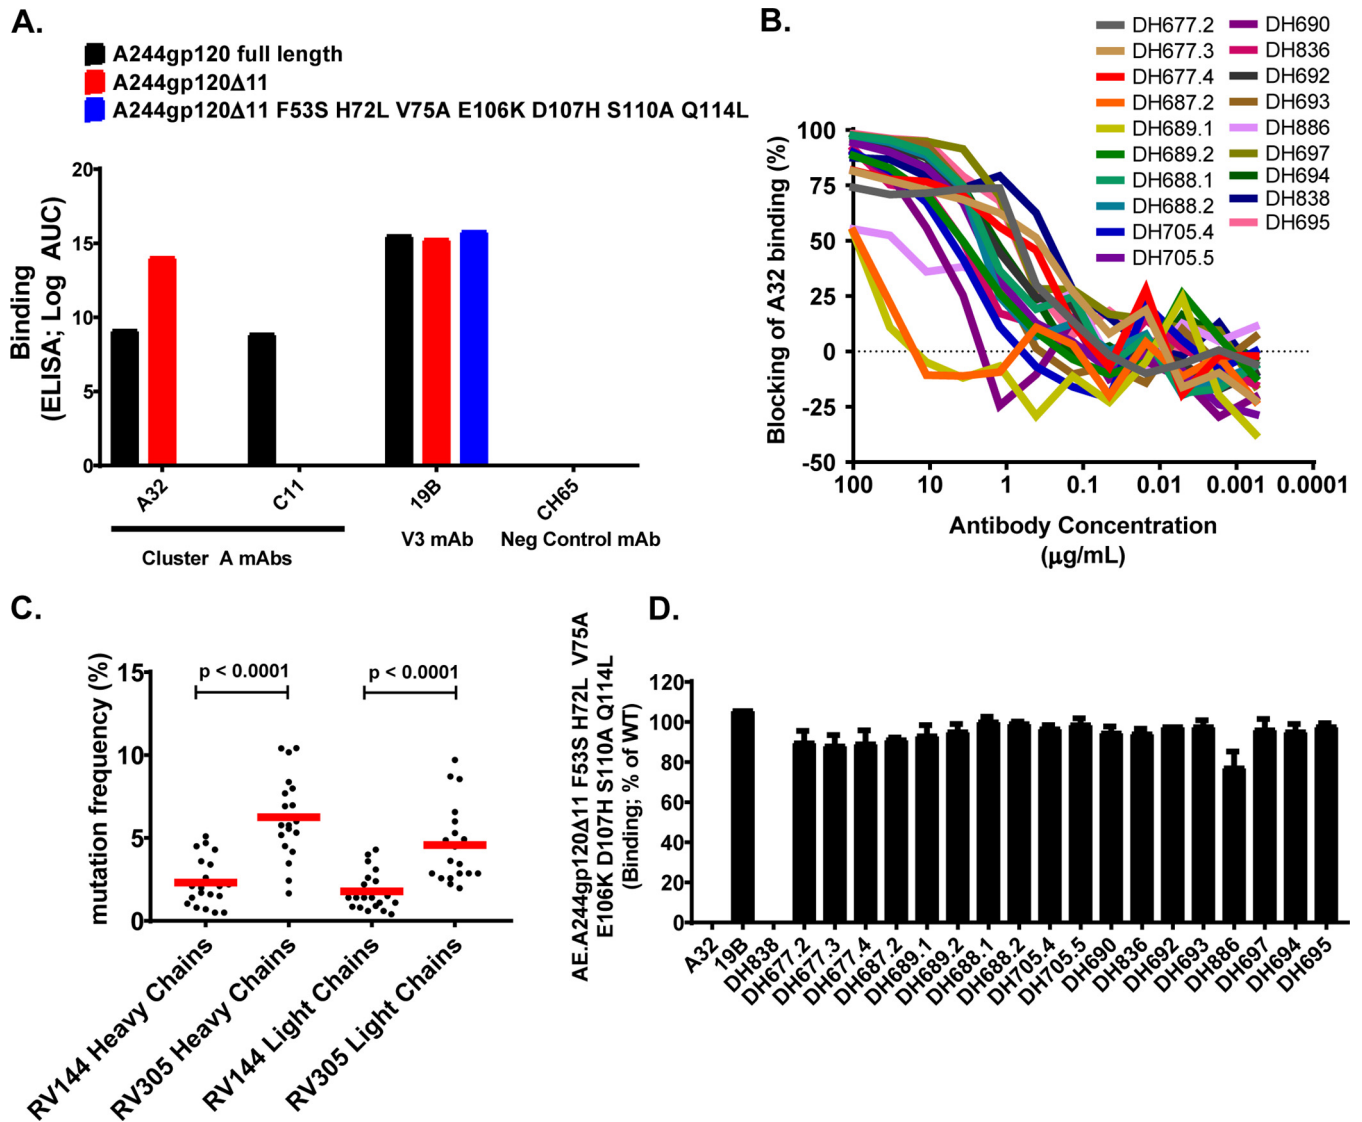 A.
A244gp120 full length
A244gp120Δ11
A244gp120Δ11 F53S H72L V75A E106K D107H S110A Q114L
Binding
(ELISA; Log AUC)
20
15
10
5
0
A32
C11
19B
CH65
Cluster A mAbs
V3 mAb
Neg Control mAb
B.
DH677.2
DH677.3
DH677.4
DH687.2
DH689.1
DH689.2
DH688.1
DH688.2
DH705.4
DH705.5
DH690
DH836
DH692
DH693
DH886
DH697
DH694
DH838
DH695
Blocking of A32 binding (%)
100
75
50
25
0
-25
-50
100
10
1
0.1
0.01
0.001
0.0001
Antibody Concentration
(µg/mL)
C.
mutation frequency (%)
15
10
5
0
p < 0.0001
p < 0.0001
RV144 Heavy Chains
RV305 Heavy Chains
RV144 Light Chains
RV305 Light Chains
D.
AE.A244gp120Δ11 F53S H72L V75A
E106K D107H S110A Q114L
(Binding; % of WT)
120
100
80
60
40
20
0
A32
19B
DH838
DH677.2
DH677.3
DH677.4
DH687.2
DH689.1
DH689.2
DH688.1
DH688.2
DH705.4
DH705.5
DH690
DH836
DH692
DH693
DH886
DH697
DH694
DH695